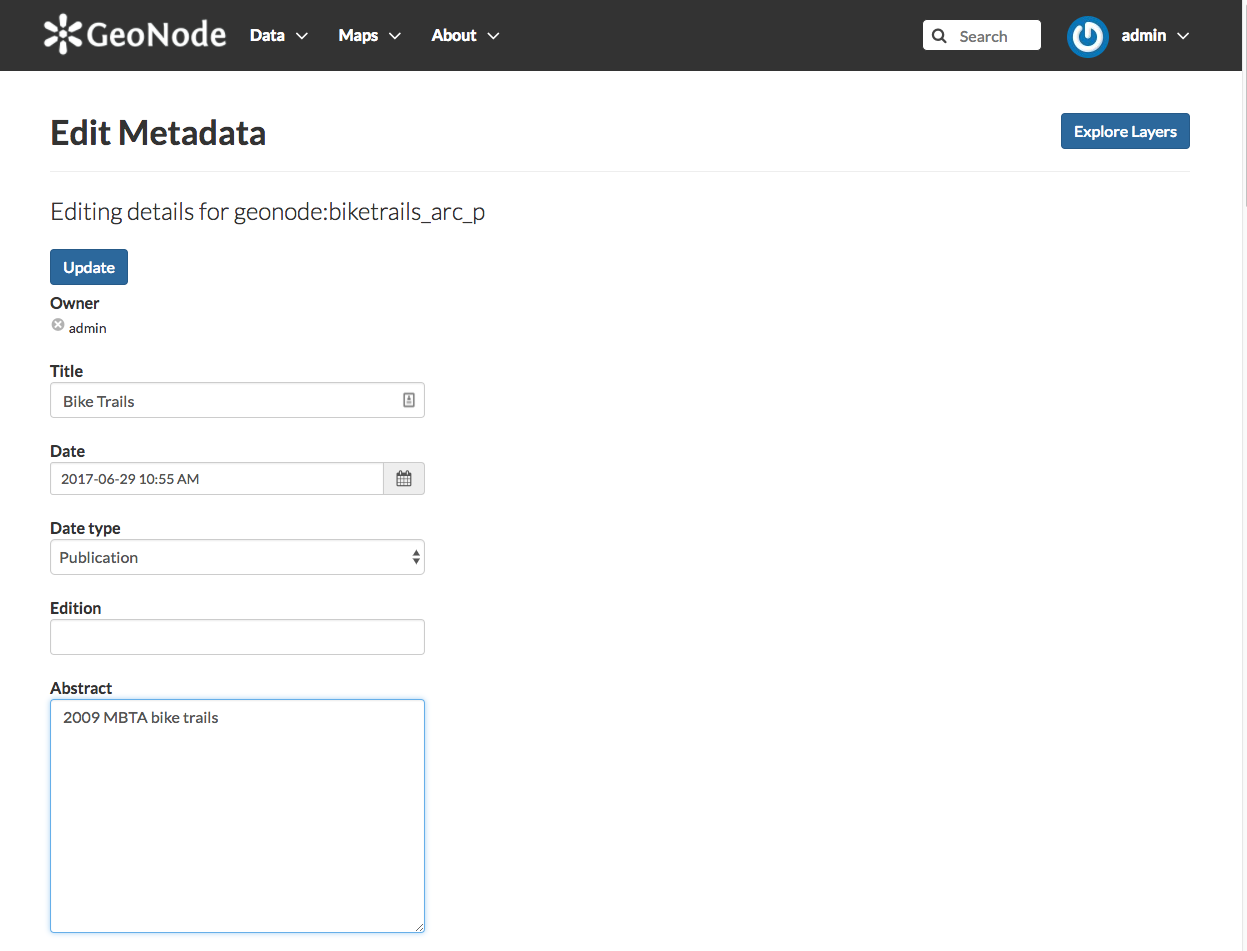 GeoNode Data Maps About Search admin
Edit Metadata Explore Layers
Editing details for geonode:biketrails_arc_p
Update
Owner
admin
Title
Bike Trails
Date
2017-06-29 10:55 AM
Date type
Publication
Edition
Abstract
2009 MBTA bike trails